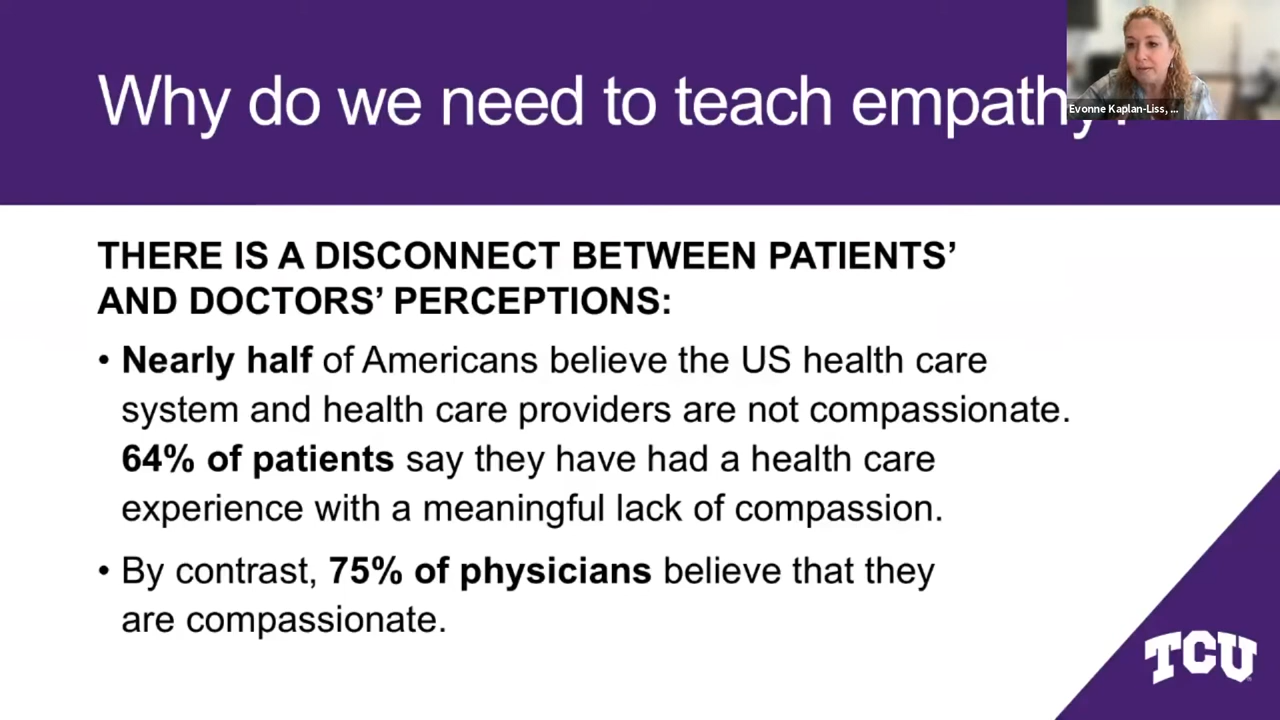 Why do we need to teach empathy?
Evonne Kaplan-Liss, ...
THERE IS A DISCONNECT BETWEEN PATIENTS’
AND DOCTORS’ PERCEPTIONS:
• Nearly half of Americans believe the US health care
system and health care providers are not compassionate.
64% of patients say they have had a health care
experience with a meaningful lack of compassion.
• By contrast, 75% of physicians believe that they
are compassionate.
TCU